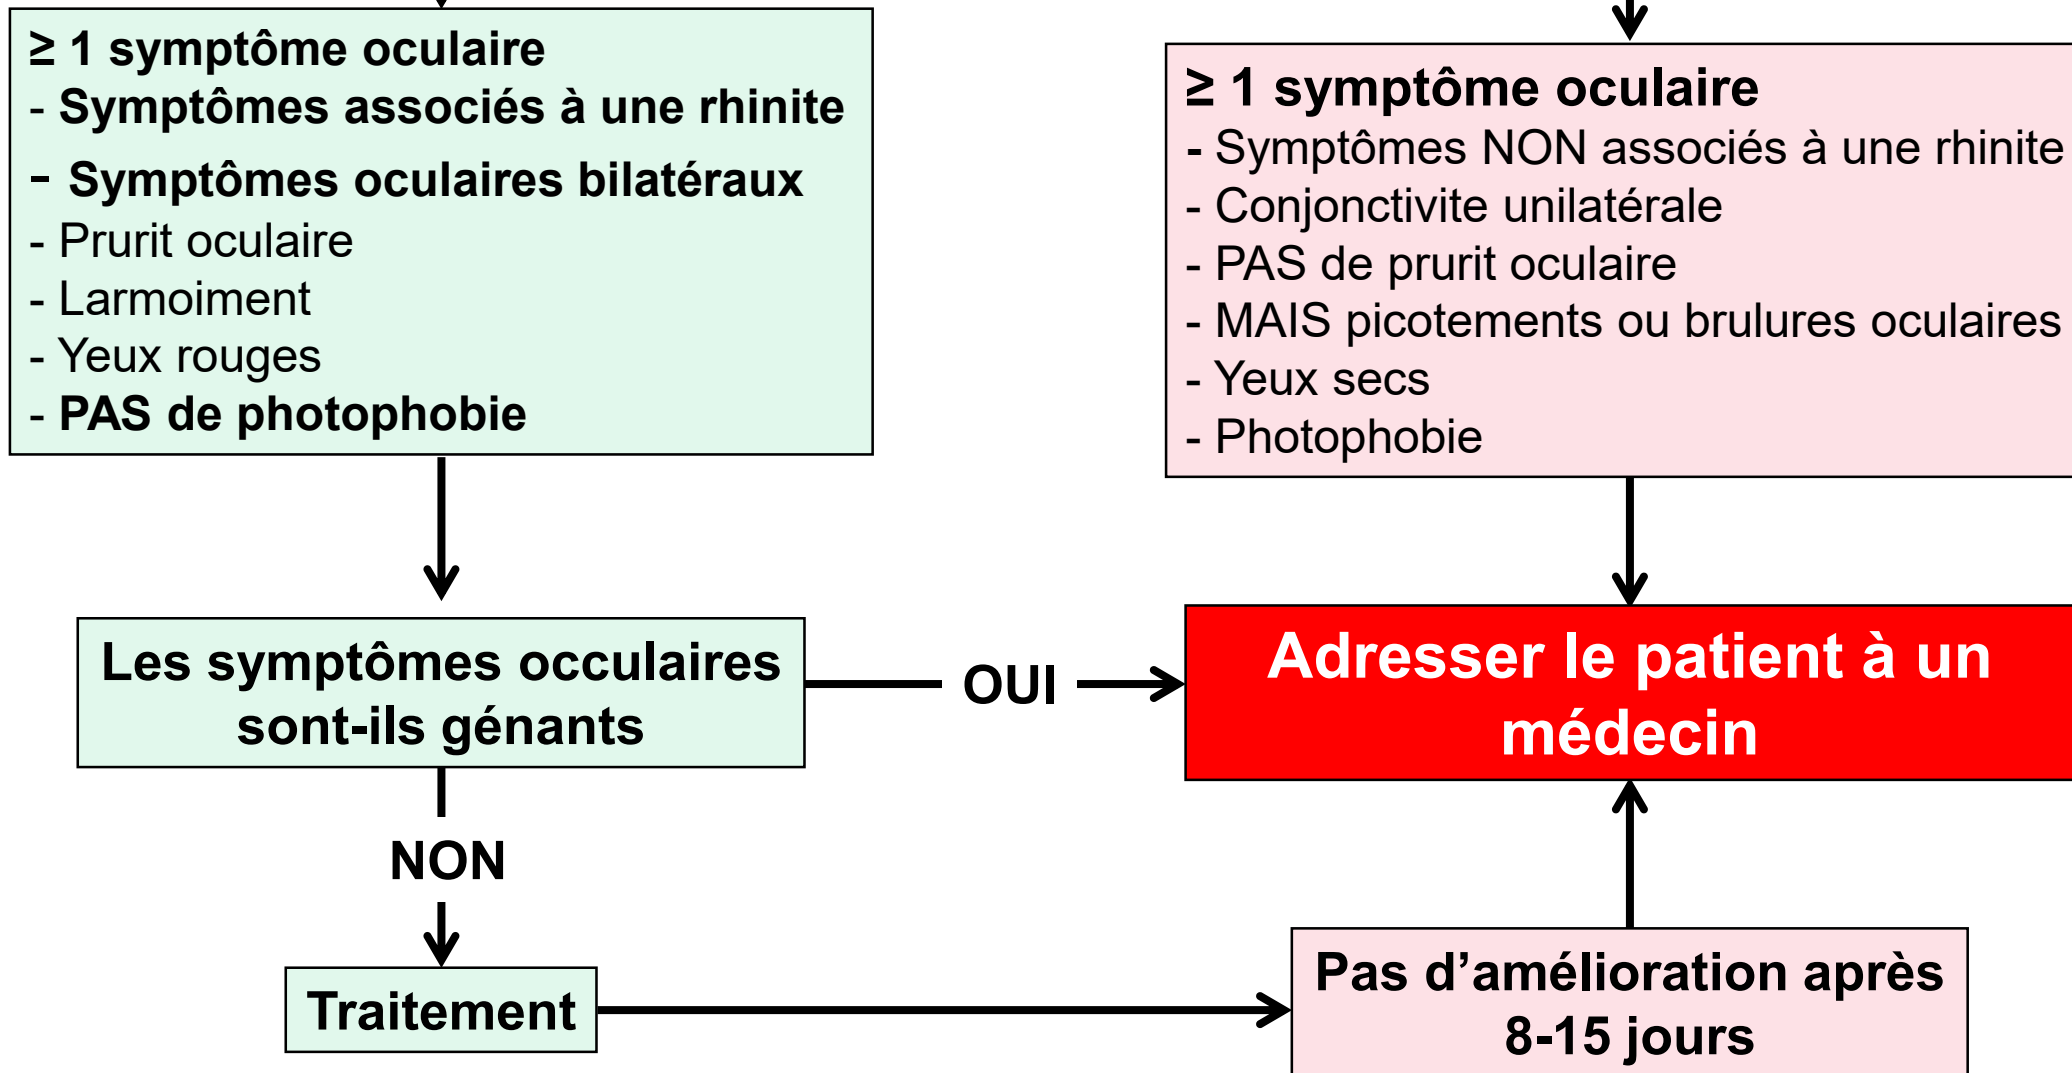 ≥ 1 symptôme oculaire
- Symptômes associés à une rhinite
- Symptômes oculaires bilatéraux
- Prurit oculaire
- Larmoiment
- Yeux rouges
- PAS de photophobie
≥ 1 symptôme oculaire
- Symptômes NON associés à une rhinite
- Conjonctivite unilatérale
- PAS de prurit oculaire
- MAIS picotements ou brulures oculaires
- Yeux secs
- Photophobie
Les symptômes occulaires
sont-ils génants
OUI
Adresser le patient à un
médecin
NON
Traitement
Pas d’amélioration après
8-15 jours